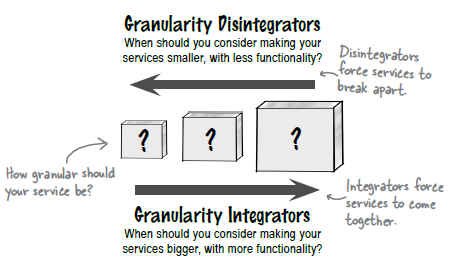 Granularity Disintegrators
When should you consider making your
services smaller, with less functionality?
Disintegrators
force services to
break apart.
?
?
?
How granular should
your service be?
Integrators force
services to come
together.
Granularity Integrators
When should you consider making your
services bigger, with more functionality?